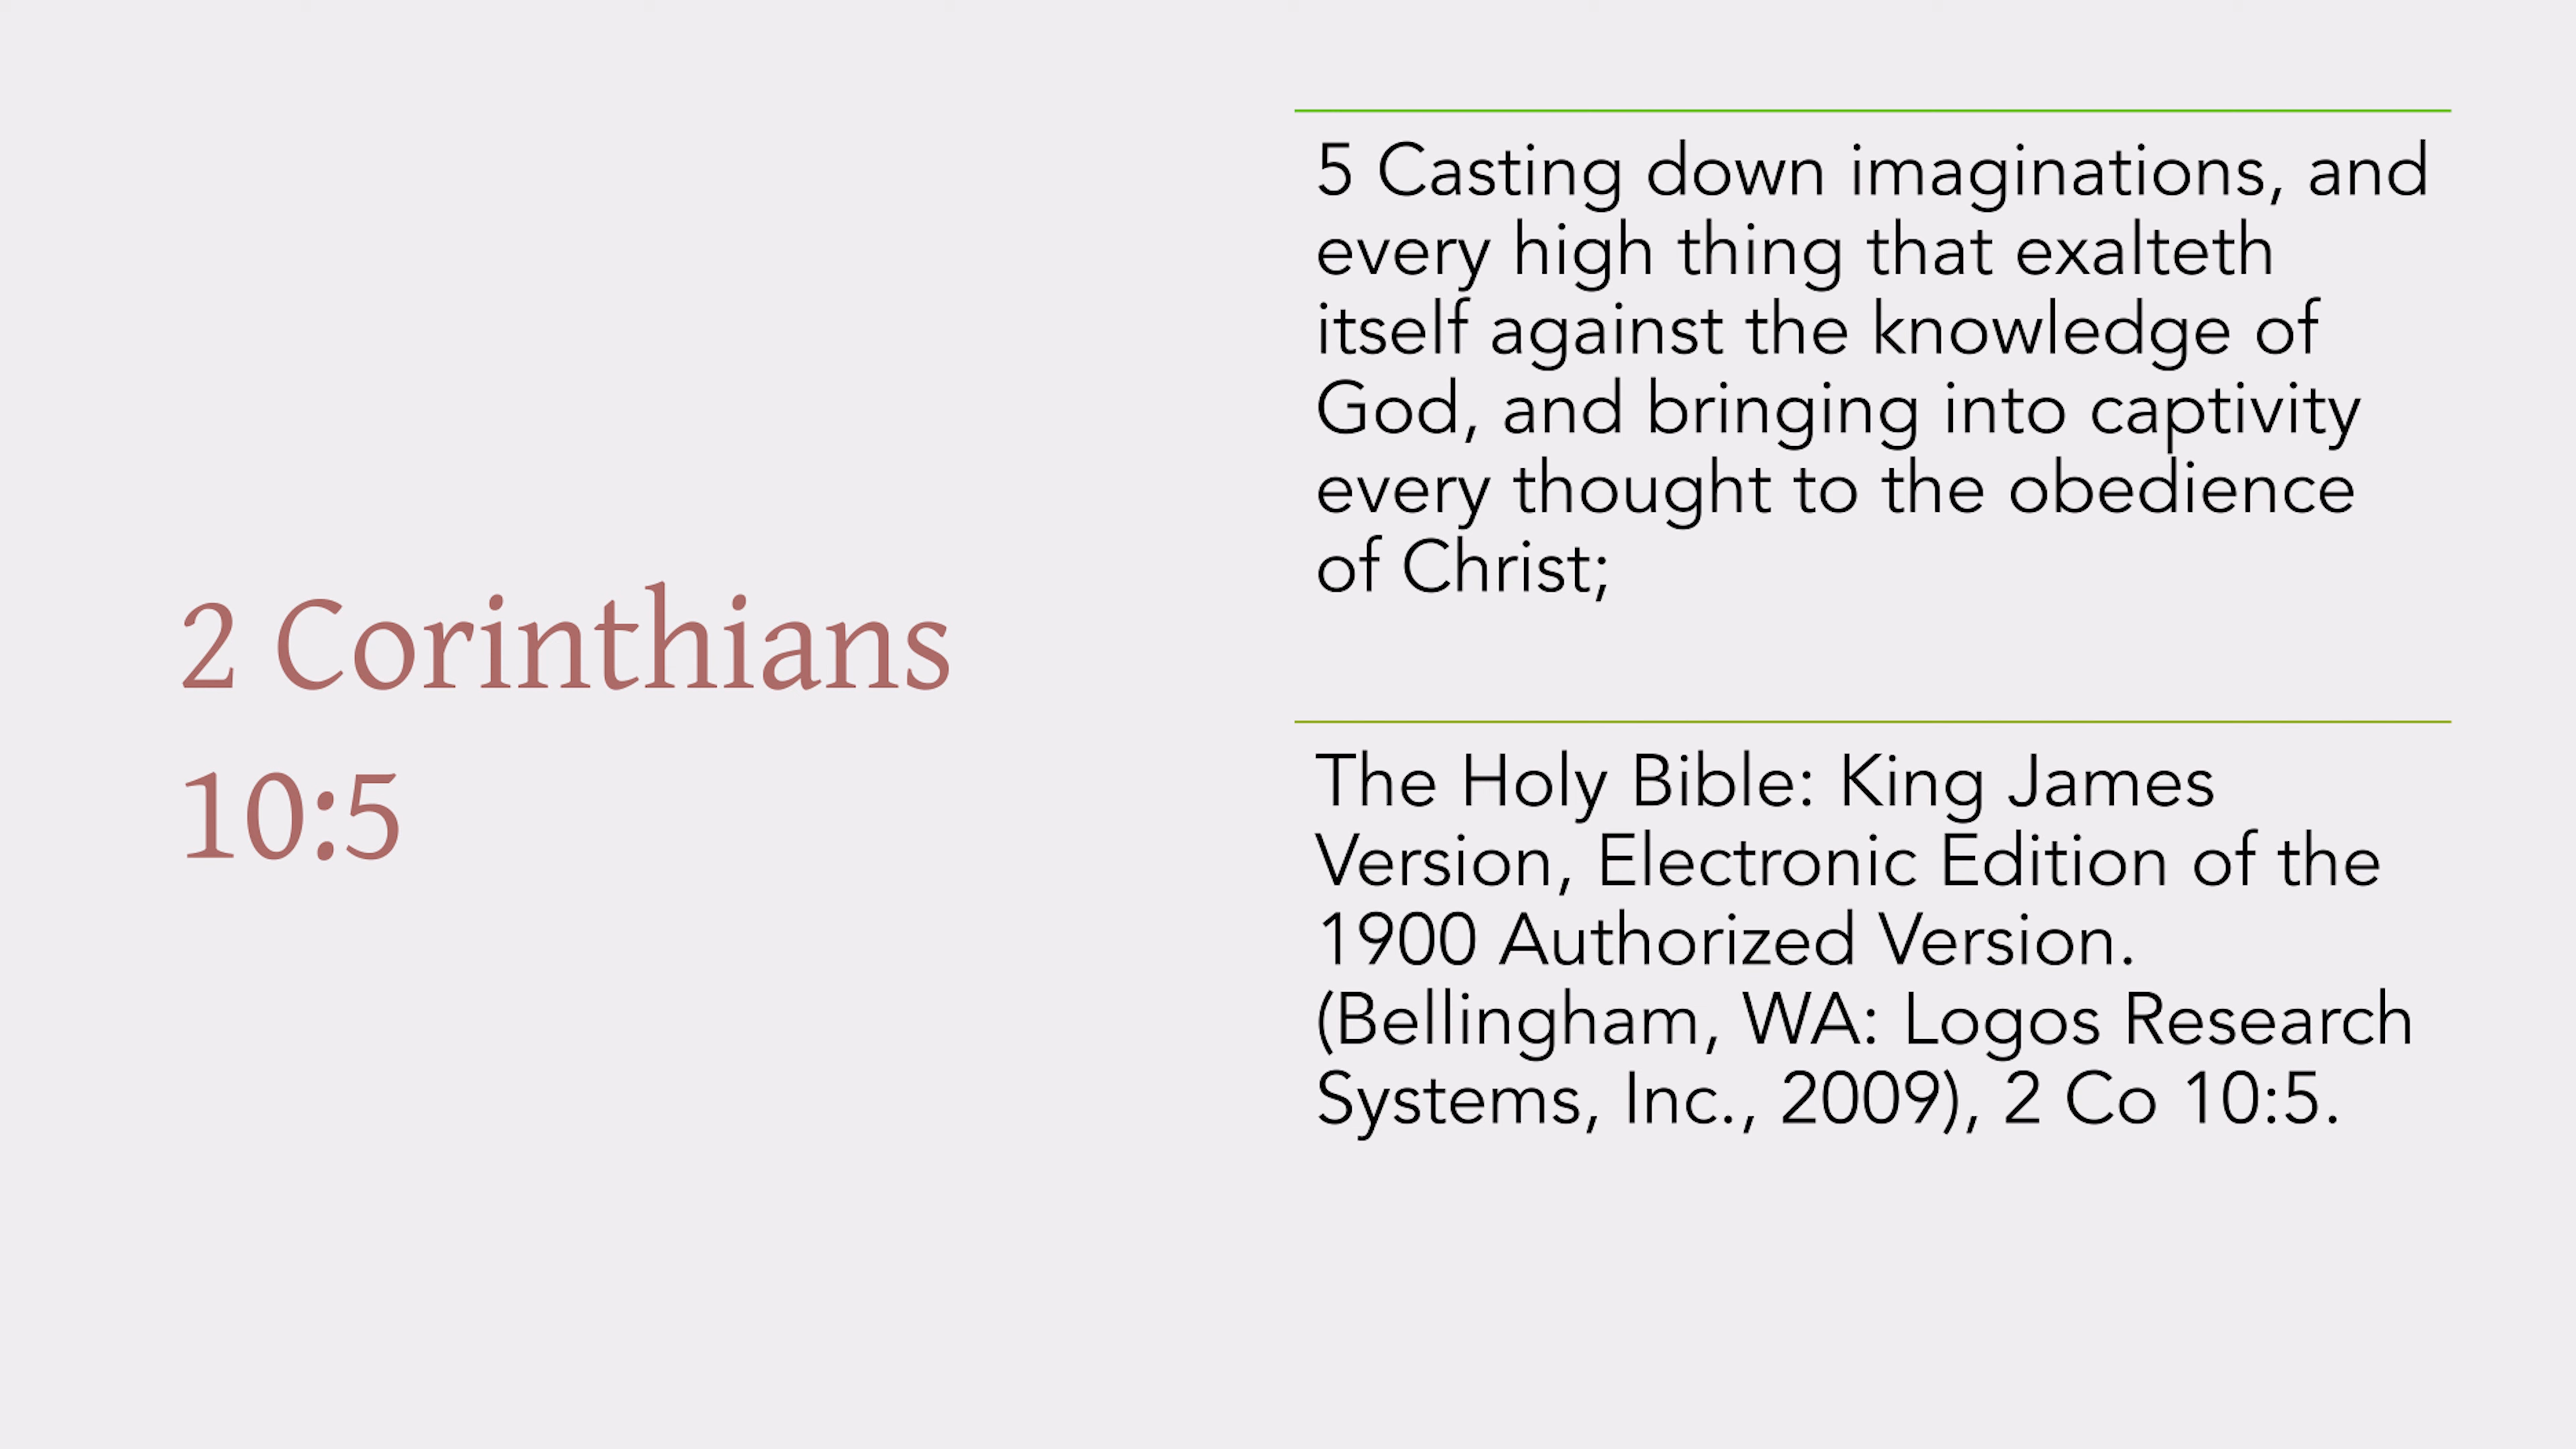 2 Corinthians
10:5
5 Casting down imaginations, and
every high thing that exalteth
itself against the knowledge of
God, and bringing into captivity
every thought to the obedience
of Christ;
The Holy Bible: King James
Version, Electronic Edition of the
1900 Authorized Version.
(Bellingham, WA: Logos Research
Systems, Inc., 2009), 2 Co 10:5.